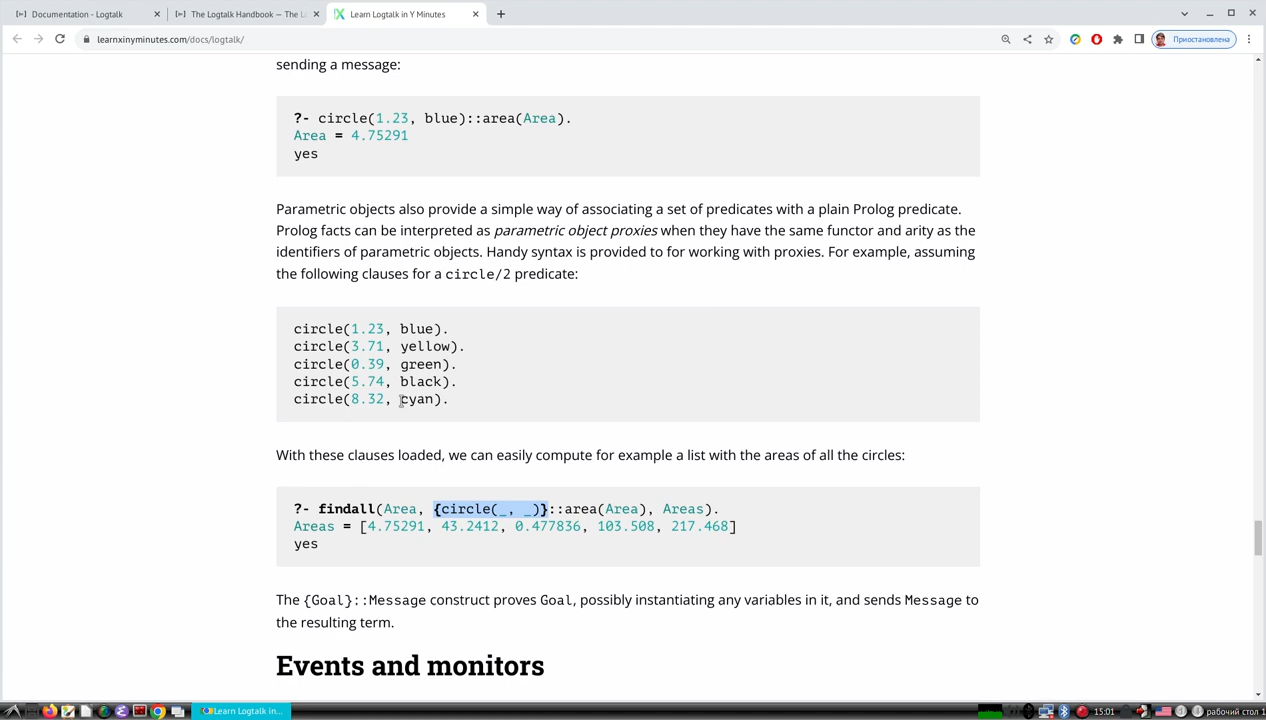 Documentation - Logtalk
The Logtalk Handbook — The L
Learn Logtalk in Y Minutes
learnxinyminutes.com/docs/logtalk/
Приостановлена
sending a message:
?- circle(1.23, blue)::area(Area).
Area = 4.75291
yes
Parametric objects also provide a simple way of associating a set of predicates with a plain Prolog predicate.
Prolog facts can be interpreted as parametric object proxies when they have the same functor and arity as the
identifiers of parametric objects. Handy syntax is provided to for working with proxies. For example, assuming
the following clauses for a circle/2 predicate:
circle(1.23, blue).
circle(3.71, yellow).
circle(0.39, green).
circle(5.74, black).
circle(8.32, cyan).
With these clauses loaded, we can easily compute for example a list with the areas of all the circles:
?- findall(Area, {circle(_, _)}::area(Area), Areas).
Areas = [4.75291, 43.2412, 0.477836, 103.508, 217.468]
yes
The {Goal}::Message construct proves Goal, possibly instantiating any variables in it, and sends Message to
the resulting term.
Events and monitors
Learn Logtalk in...
15:01
рабочий стол 1